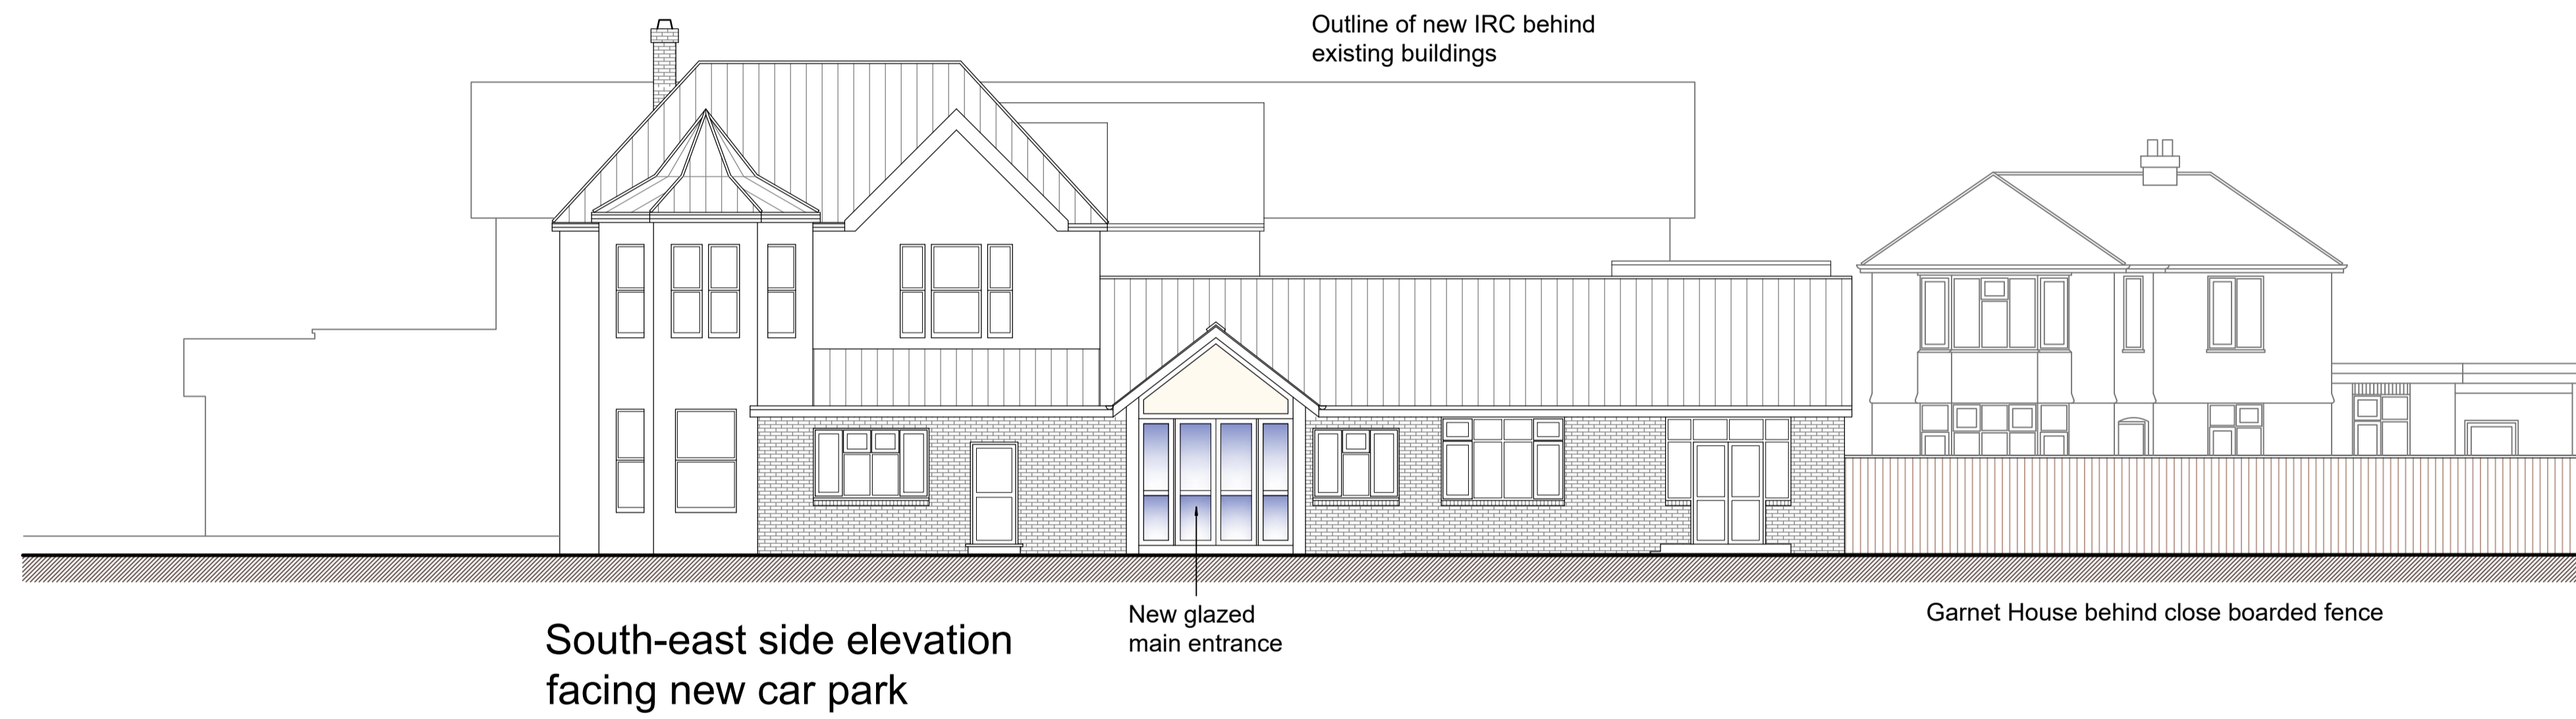 Outline of new IRC behind
existing buildings
New glazed
main entrance
Garnet House behind close boarded fence
South-east side elevation
facing new car park